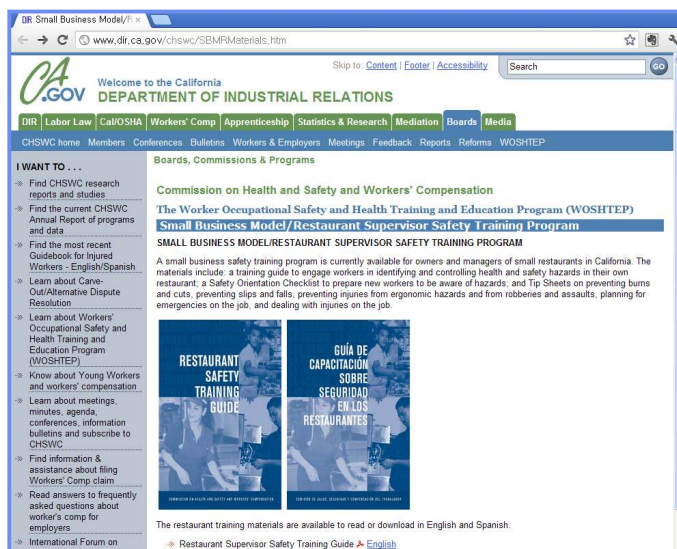 DIR Small Business Model/R
www.dir.ca.gov/chswc/SBMRMaterials.htm
Skip to: Content | Footer | Accessibility
Search
GO
CA.GOV
Welcome to the California
DEPARTMENT OF INDUSTRIAL RELATIONS
DIR Labor Law Cal/OSHA Workers' Comp Apprenticeship Statistics & Research Mediation Boards Media
CHSWC home Members Conferences Bulletins Workers & Employers Meetings Feedback Reports Reforms WOSHTEP
I WANT TO . . .
Find CHSWC research
reports and studies
Find the current CHSWC
Annual Report of programs
and data
Find the most recent
Guidebook for Injured
Workers - English/Spanish
Learn about Carve-
Out/Alternative Dispute
Resolution
Learn about Workers'
Occupational Safety and
Health Training and
Education Program
(WOSHTEP)
Know about Young Workers
and workers' compensation
Learn about meetings,
minutes, agenda,
conferences, information
bulletins and subscribe to
CHSWC
Find information &
assistance about filing
Workers' Comp claim
Read answers to frequently
asked questions about
worker's comp for
employers
International Forum on
Boards, Commissions & Programs
Commission on Health and Safety and Workers' Compensation
The Worker Occupational Safety and Health Training and Education Program (WOSHTEP)
Small Business Model/Restaurant Supervisor Safety Training Program
SMALL BUSINESS MODEL/RESTAURANT SUPERVISOR SAFETY TRAINING PROGRAM
A small business safety training program is currently available for owners and managers of small restaurants in California. The
materials include: a training guide to engage workers in identifying and controlling health and safety hazards in their own
restaurant; a Safety Orientation Checklist to prepare new workers to be aware of hazards; and Tip Sheets on preventing burns
and cuts, preventing slips and falls, preventing injuries from ergonomic hazards and from robberies and assaults, planning for
emergencies on the job, and dealing with injuries on the job.
RESTAURANT
SAFETY
TRAINING
GUIDE
COMMISSION ON HEALTH AND SAFETY AND WORKERS' COMPENSATION
GUÍA DE
CAPACITACIÓN
SOBRE
SEGURIDAD
EN LOS
RESTAURANTES
COMISIÓN DE SALUD, SEGURIDAD Y COMPENSACIÓN DEL TRABAJADOR
The restaurant training materials are available to read or download in English and Spanish.
Restaurant Supervisor Safety Training Guide English